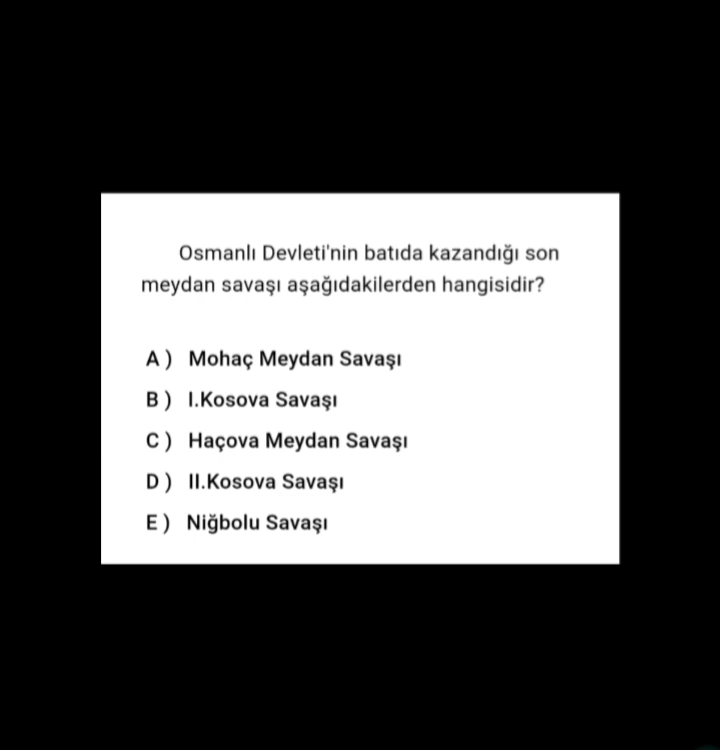 Osmanlı Devleti'nin batıda kazandığı son
meydan savaşı aşağıdakilerden hangisidir?
A) Mohaç Meydan Savaşı
B) I.Kosova Savaşı
C) Haçova Meydan Savaşı
D) II.Kosova Savaşı
E) Niğbolu Savaşı